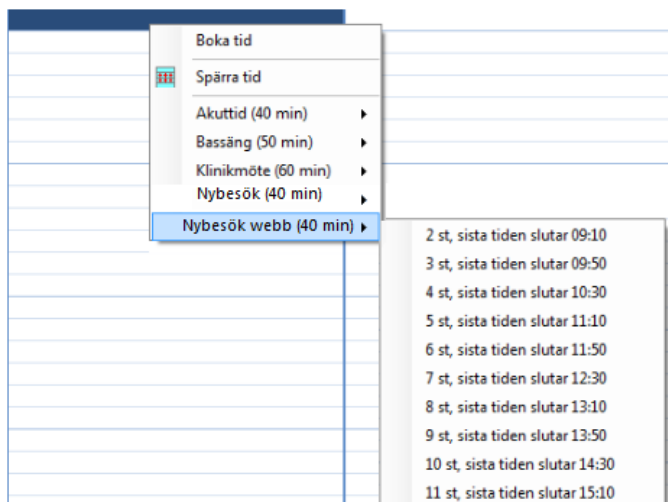 Boka tid
Spärra tid
Akuttid (40 min)
Bassäng (50 min)
Klinikmöte (60 min)
Nybesök (40 min)
Nybesök webb (40 min)
2 st, sista tiden slutar 09:10
3 st, sista tiden slutar 09:50
4 st, sista tiden slutar 10:30
5 st, sista tiden slutar 11:10
6 st, sista tiden slutar 11:50
7 st, sista tiden slutar 12:30
8 st, sista tiden slutar 13:10
9 st, sista tiden slutar 13:50
10 st, sista tiden slutar 14:30
11 st, sista tiden slutar 15:10